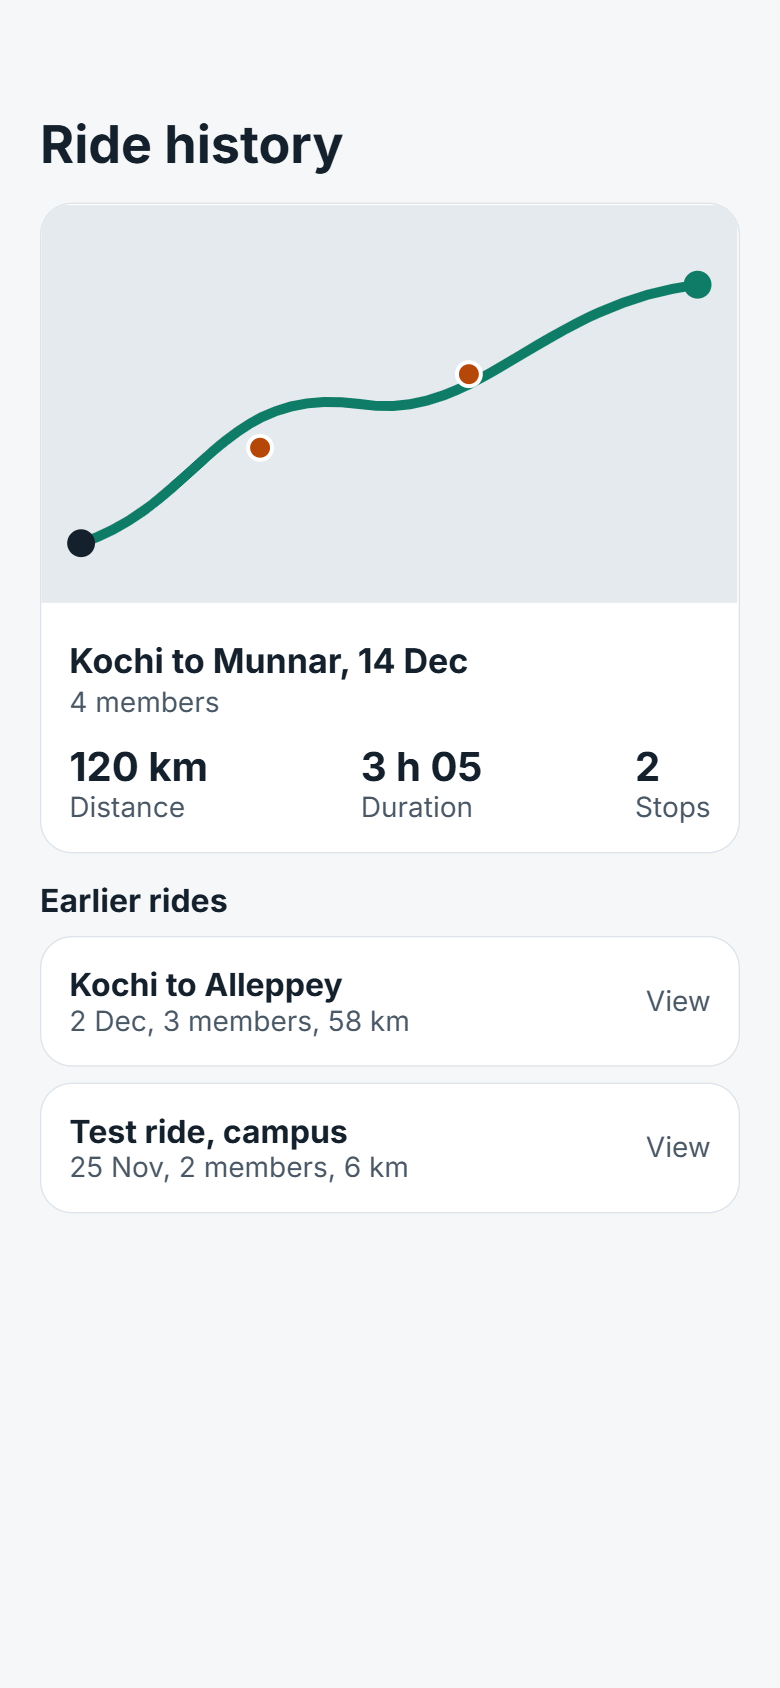 Ride history
Kochi to Munnar, 14 Dec
4 members
120 km
3 h 05
2
Distance
Duration
Stops
Earlier rides
Kochi to Alleppey
2 Dec, 3 members, 58 km
View
Test ride, campus
25 Nov, 2 members, 6 km
View